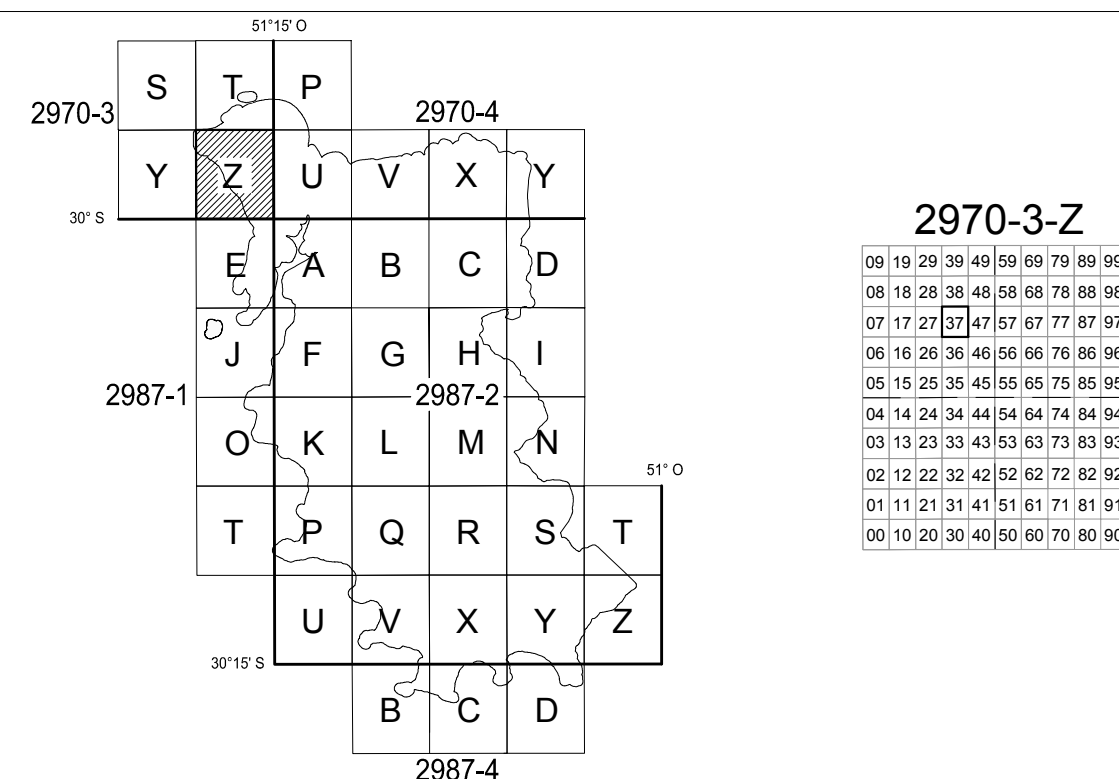 51°15' O
S T P
2970-3 2970-4
Y Z U V X Y
30° S
E A B C D
J F G H I
2987-1 2987-2
O K L M N
51° O
T P Q R S T
U V X Y Z
30°15' S
B C D
2987-4
2970-3-Z
09 19 29 39 49 59 69 79 89 99
08 18 28 38 48 58 68 78 88 98
07 17 27 37 47 57 67 77 87 97
06 16 26 36 46 56 66 76 86 96
05 15 25 35 45 55 65 75 85 95
04 14 24 34 44 54 64 74 84 94
03 13 23 33 43 53 63 73 83 93
02 12 22 32 42 52 62 72 82 92
01 11 21 31 41 51 61 71 81 91
00 10 20 30 40 50 60 70 80 90